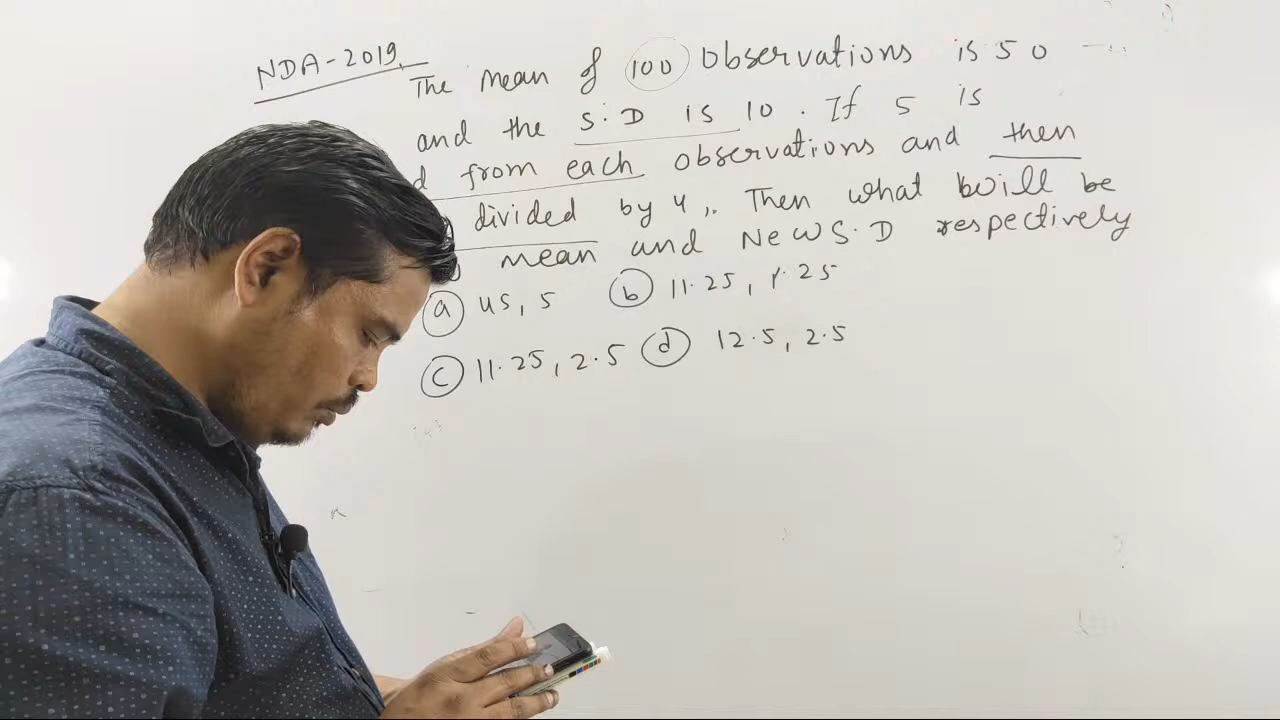 NDA-2019
The mean of 100 observations is 50
and the S.D is 10. If 5 is
d from each observations and then
divided by 4,. Then what will be
mean and New S.D respectively
(a) 45, 5 (b) 11.25, 1.25
(c) 11.25, 2.5 (d) 12.5, 2.5